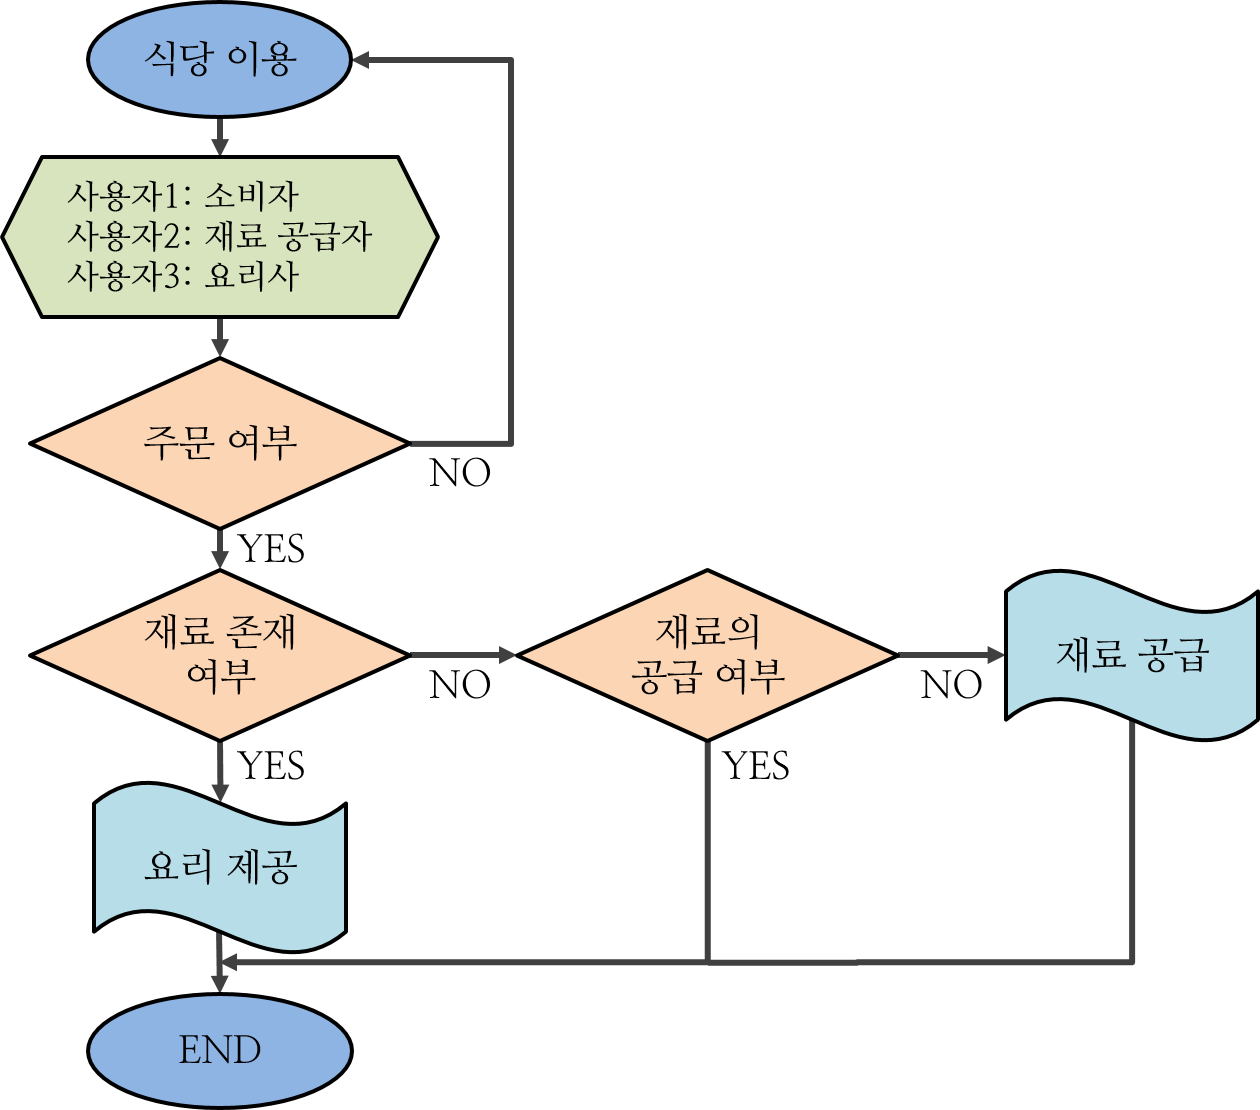 식당 이용
사용자1: 소비자
사용자2: 재료 공급자
사용자3: 요리사
주문 여부
NO
YES
재료 존재
여부
NO
재료의
공급 여부
NO
재료 공급
YES
YES
요리 제공
END